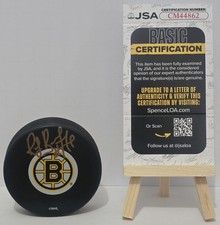 JSA
CERTIFICATION NUMBER
CM44862
BASIC
CERTIFICATION
This item has been fully examined
by JSA, and it is the considered
opinion of our expert authenticators
that the signature(s) is/are genuine.
UPGRADE TO A LETTER OF
AUTHENTICITY & VERIFY THIS
CERTIFICATION BY VISITING:
SpenceLOA.com
Or Scan
Follow us at @jsaloa
B